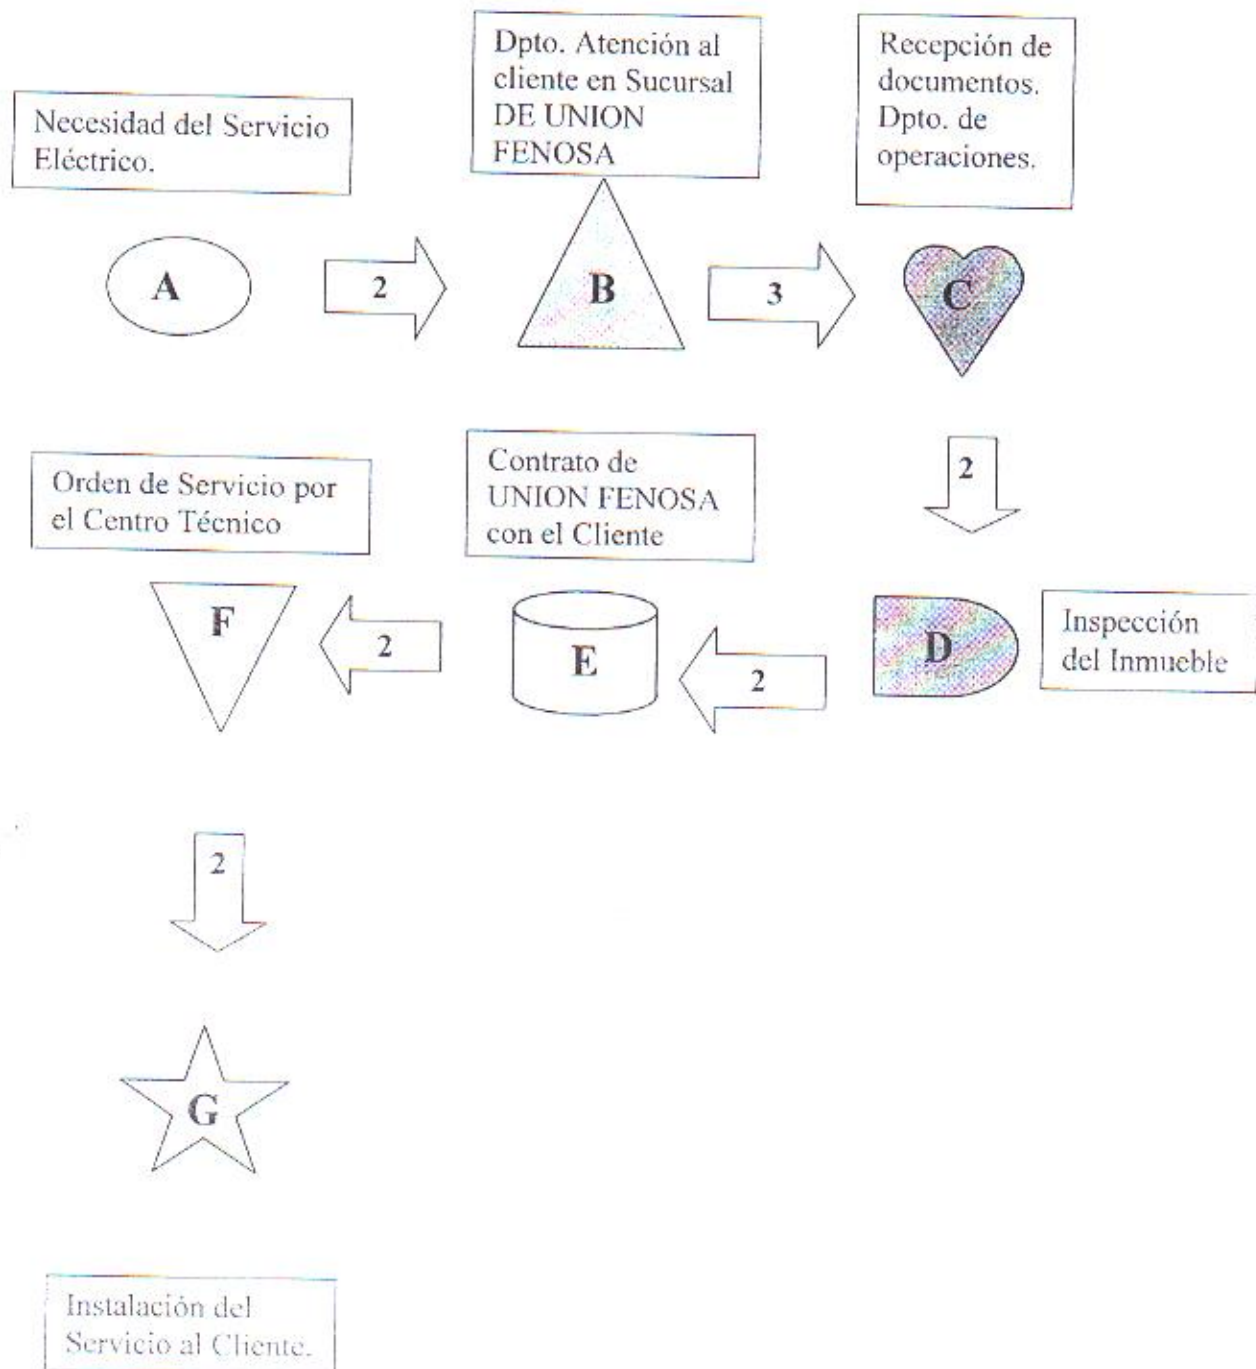 Necesidad del Servicio
Eléctrico.
Dpto. Atención al
cliente en Sucursal
DE UNION
FENOSA
Recepción de
documentos.
Dpto. de
operaciones.
A
2
B
3
C
2
Inspección
del Inmueble
D
2
Contrato de
UNION FENOSA
con el Cliente
E
2
Orden de Servicio por
el Centro Técnico
F
2
G
Instalación del
Servicio al Cliente.